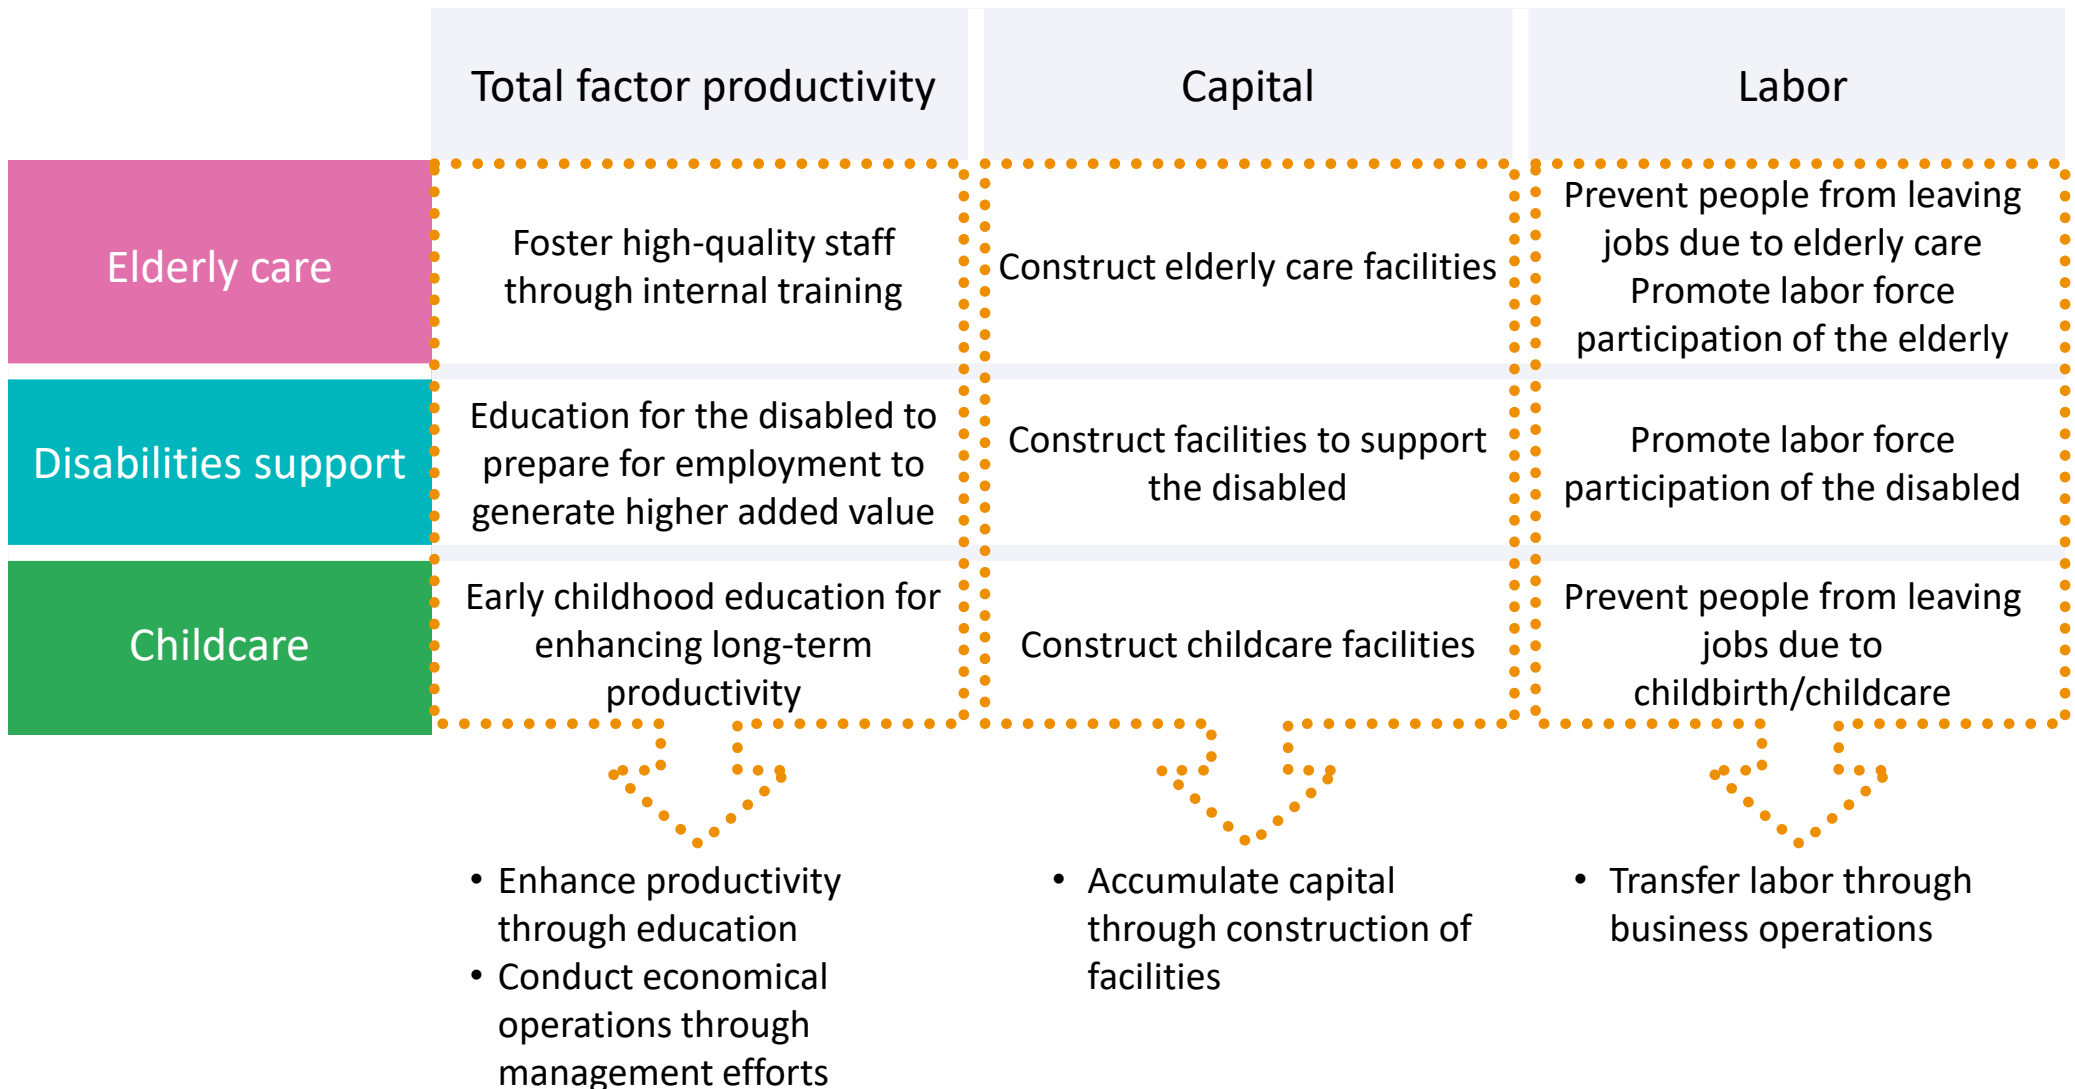 Total factor productivity
Capital
Labor
Elderly care
Foster high-quality staff
through internal training
Construct elderly care facilities
Prevent people from leaving
jobs due to elderly care
Promote labor force
participation of the elderly
Disabilities support
Education for the disabled to
prepare for employment to
generate higher added value
Construct facilities to support
the disabled
Promote labor force
participation of the disabled
Childcare
Early childhood education for
enhancing long-term
productivity
Construct childcare facilities
Prevent people from leaving
jobs due to
childbirth/childcare
• Enhance productivity
through education
• Conduct economical
operations through
management efforts
• Accumulate capital
through construction of
facilities
• Transfer labor through
business operations